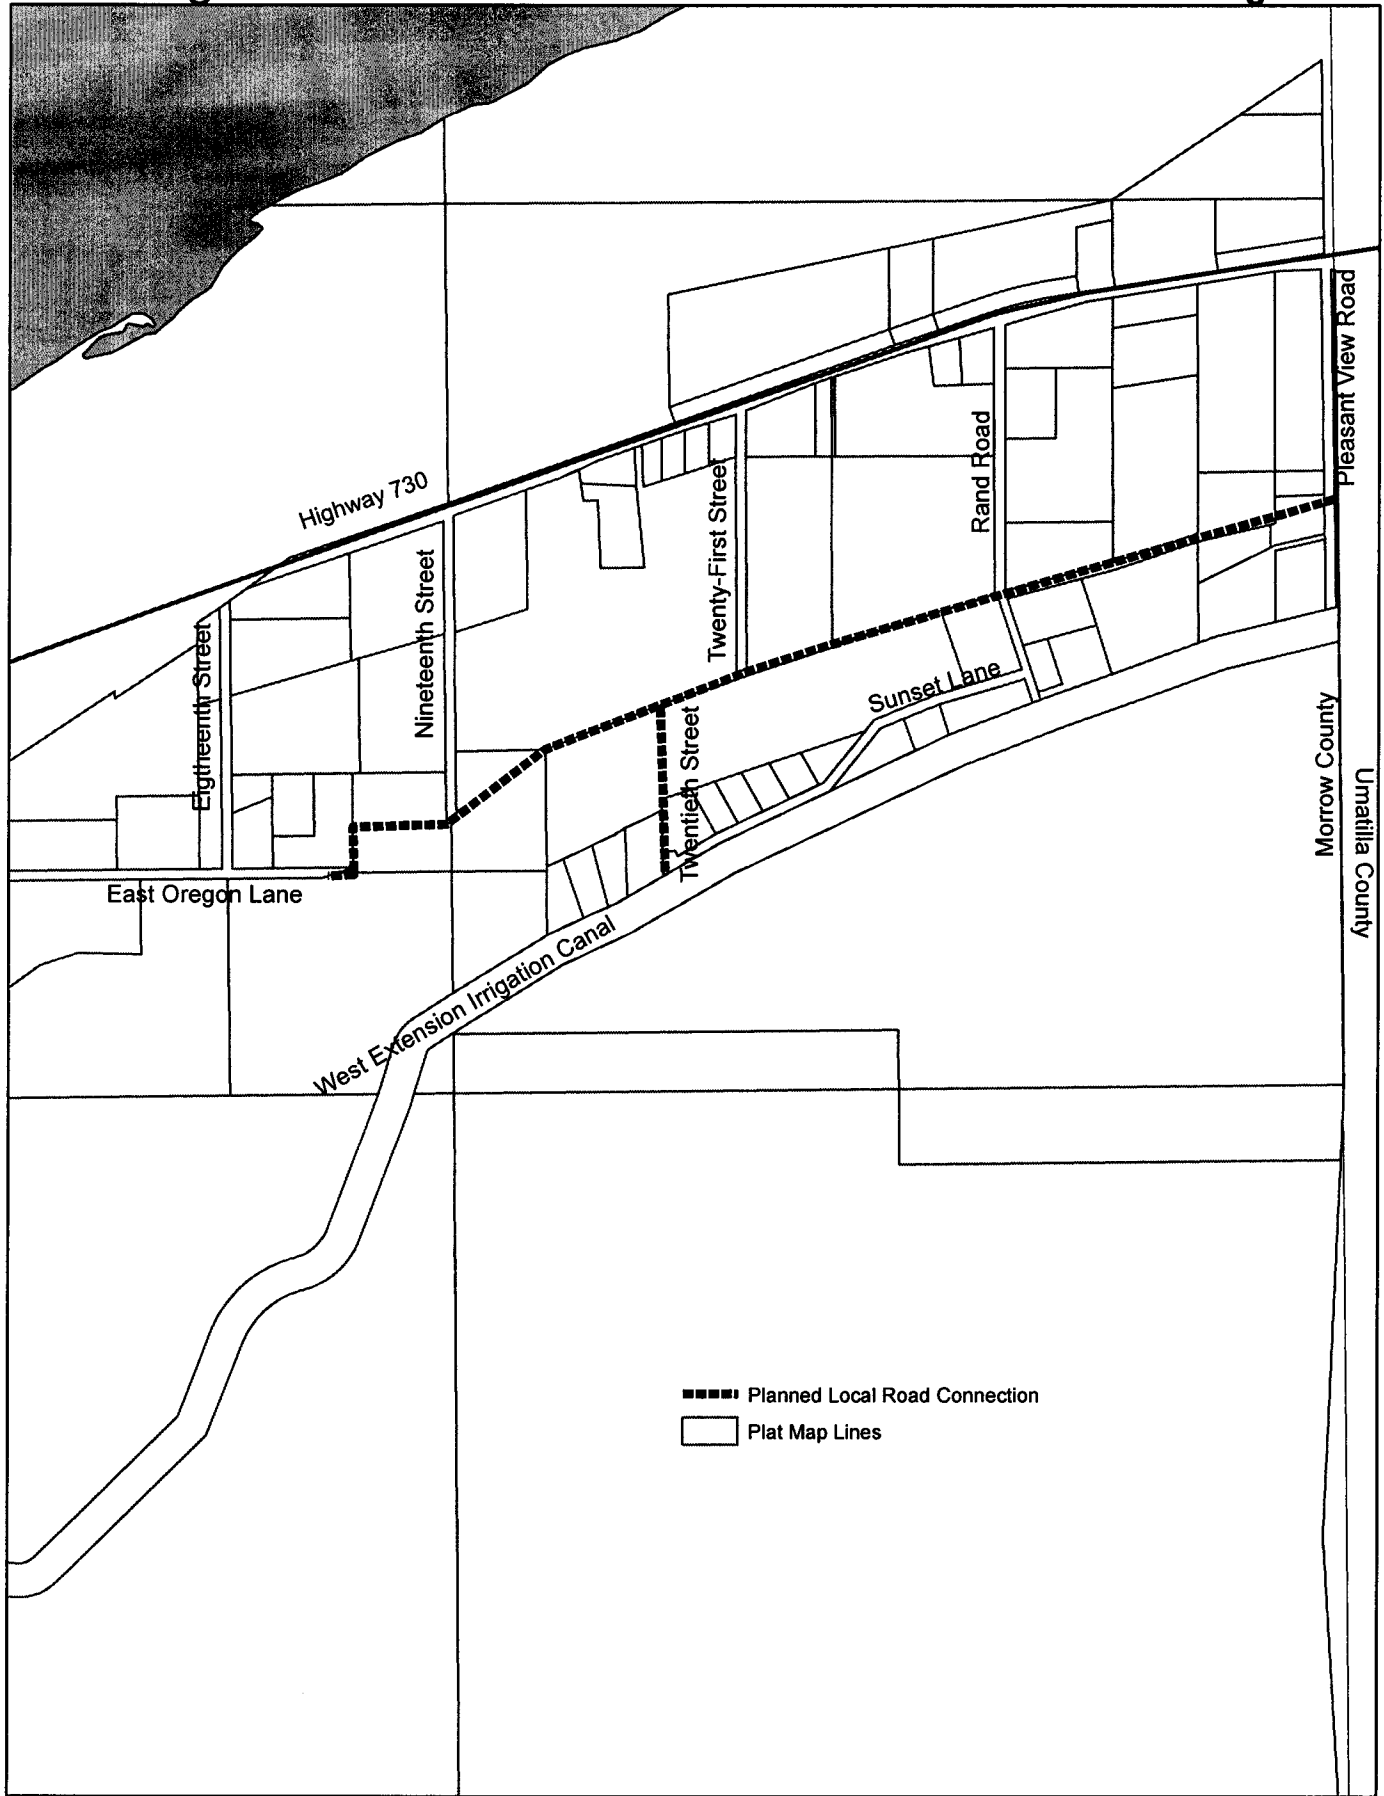 Highway 730
Pleasant View Road
Rand Road
Twenty-First Street
Nineteenth Street
Eigtheenth Street
Sunset Lane
Twentieth Street
Morrow County
Umatilla County
East Oregon Lane
West Extension Irrigation Canal
Planned Local Road Connection
Plat Map Lines